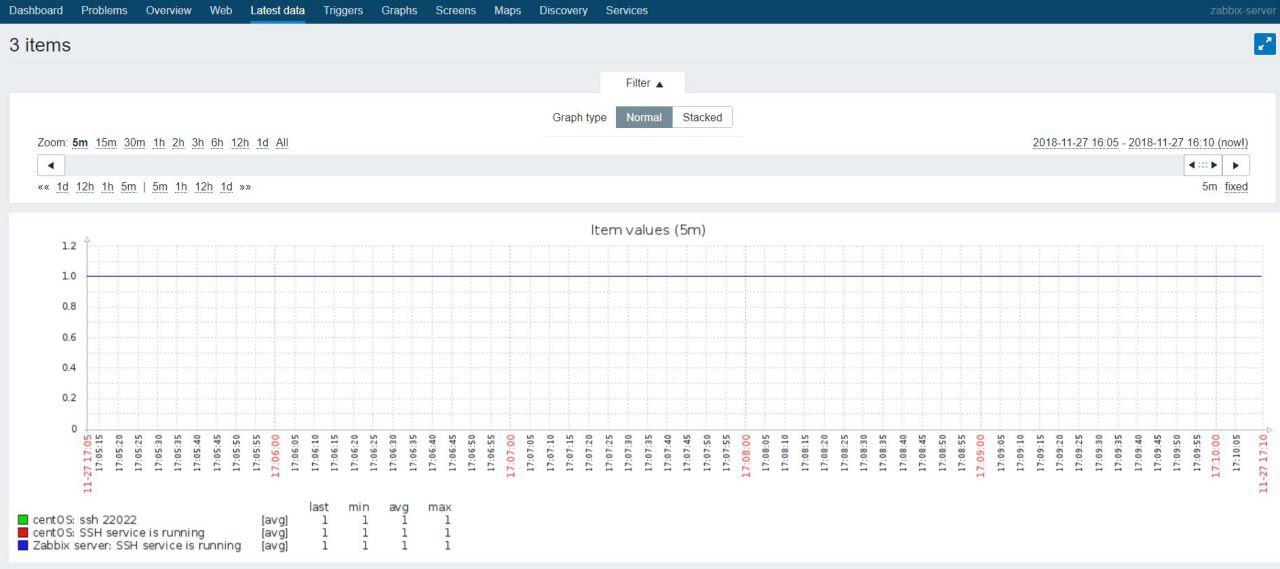 Dashboard Problems Overview Web Latest data Triggers Graphs Screens Maps Discovery Services zabbix-server
3 items
Filter ▲
Graph type Normal Stacked
Zoom: 5m 15m 30m 1h 2h 3h 6h 12h 1d All 2018-11-27 16:05 - 2018-11-27 16:10 (now!)
«« 1d 12h 1h 5m | 5m 1h 12h 1d »» 5m fixed
Item values (5m)
1.2
1.0
0.8
0.6
0.4
0.2
0
11-27 17:05 17:05:15 17:05:20 17:05:25 17:05:30 17:05:35 17:05:40 17:05:45 17:05:50 17:05:55 17:06:00 17:06:05 17:06:10 17:06:15 17:06:20 17:06:25 17:06:30 17:06:35 17:06:40 17:06:45 17:06:50 17:06:55 17:07:00 17:07:05 17:07:10 17:07:15 17:07:20 17:07:25 17:07:30 17:07:35 17:07:40 17:07:45 17:07:50 17:07:55 17:08:00 17:08:05 17:08:10 17:08:15 17:08:20 17:08:25 17:08:30 17:08:35 17:08:40 17:08:45 17:08:50 17:08:55 17:09:00 17:09:05 17:09:10 17:09:15 17:09:20 17:09:25 17:09:30 17:09:35 17:09:40 17:09:45 17:09:50 17:09:55 17:10:00 17:10:05 11-27 17:10
last min avg max
centOS: ssh 22022 [avg] 1 1 1 1
centOS: SSH service is running [avg] 1 1 1 1
Zabbix server: SSH service is running [avg] 1 1 1 1